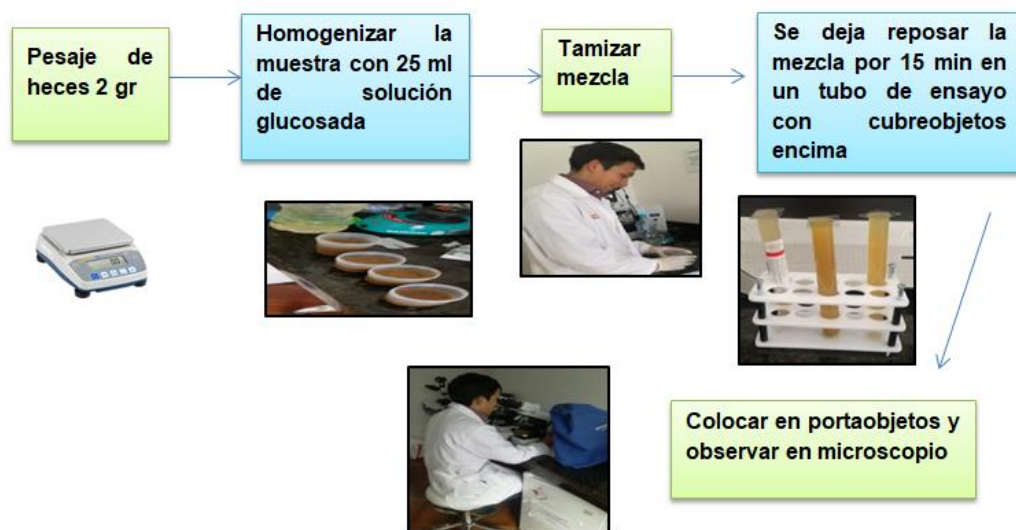 Pesaje de
heces 2 gr
Homogenizar la
muestra con 25 ml
de solución
glucosada
Tamizar
mezcla
Se deja reposar la
mezcla por 15 min en
un tubo de ensayo
con cubreobjetos
encima
Colocar en portaobjetos y
observar en microscopio